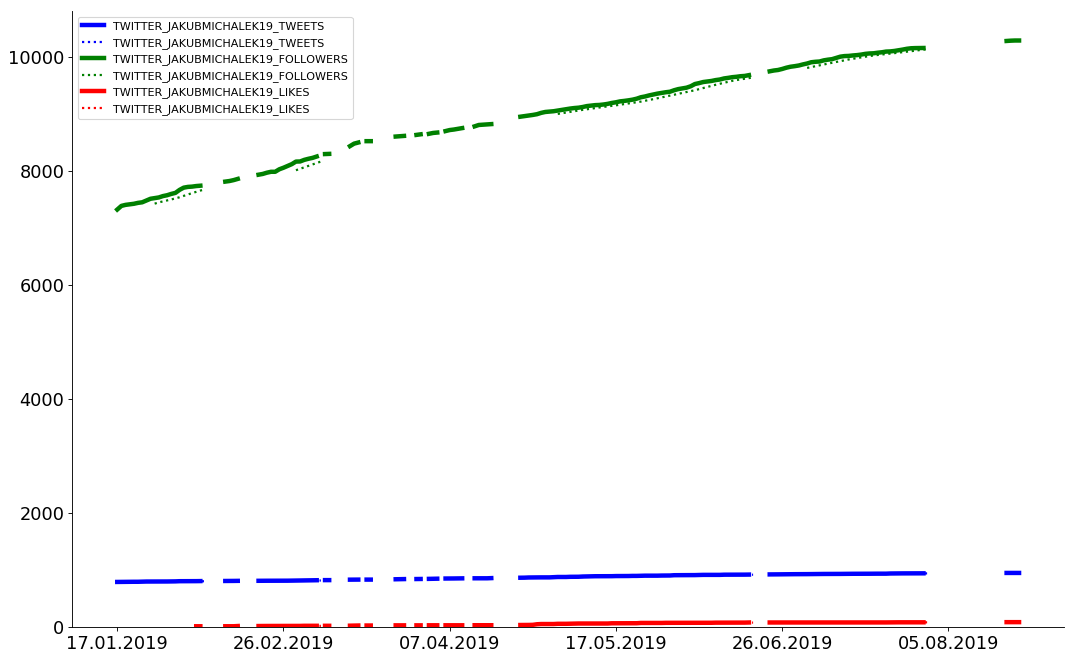 TWITTER_JAKUBMICHALEK19_TWEETS
TWITTER_JAKUBMICHALEK19_TWEETS
TWITTER_JAKUBMICHALEK19_FOLLOWERS
TWITTER_JAKUBMICHALEK19_FOLLOWERS
TWITTER_JAKUBMICHALEK19_LIKES
TWITTER_JAKUBMICHALEK19_LIKES
10000
8000
6000
4000
2000
0
17.01.2019 26.02.2019 07.04.2019 17.05.2019 26.06.2019 05.08.2019